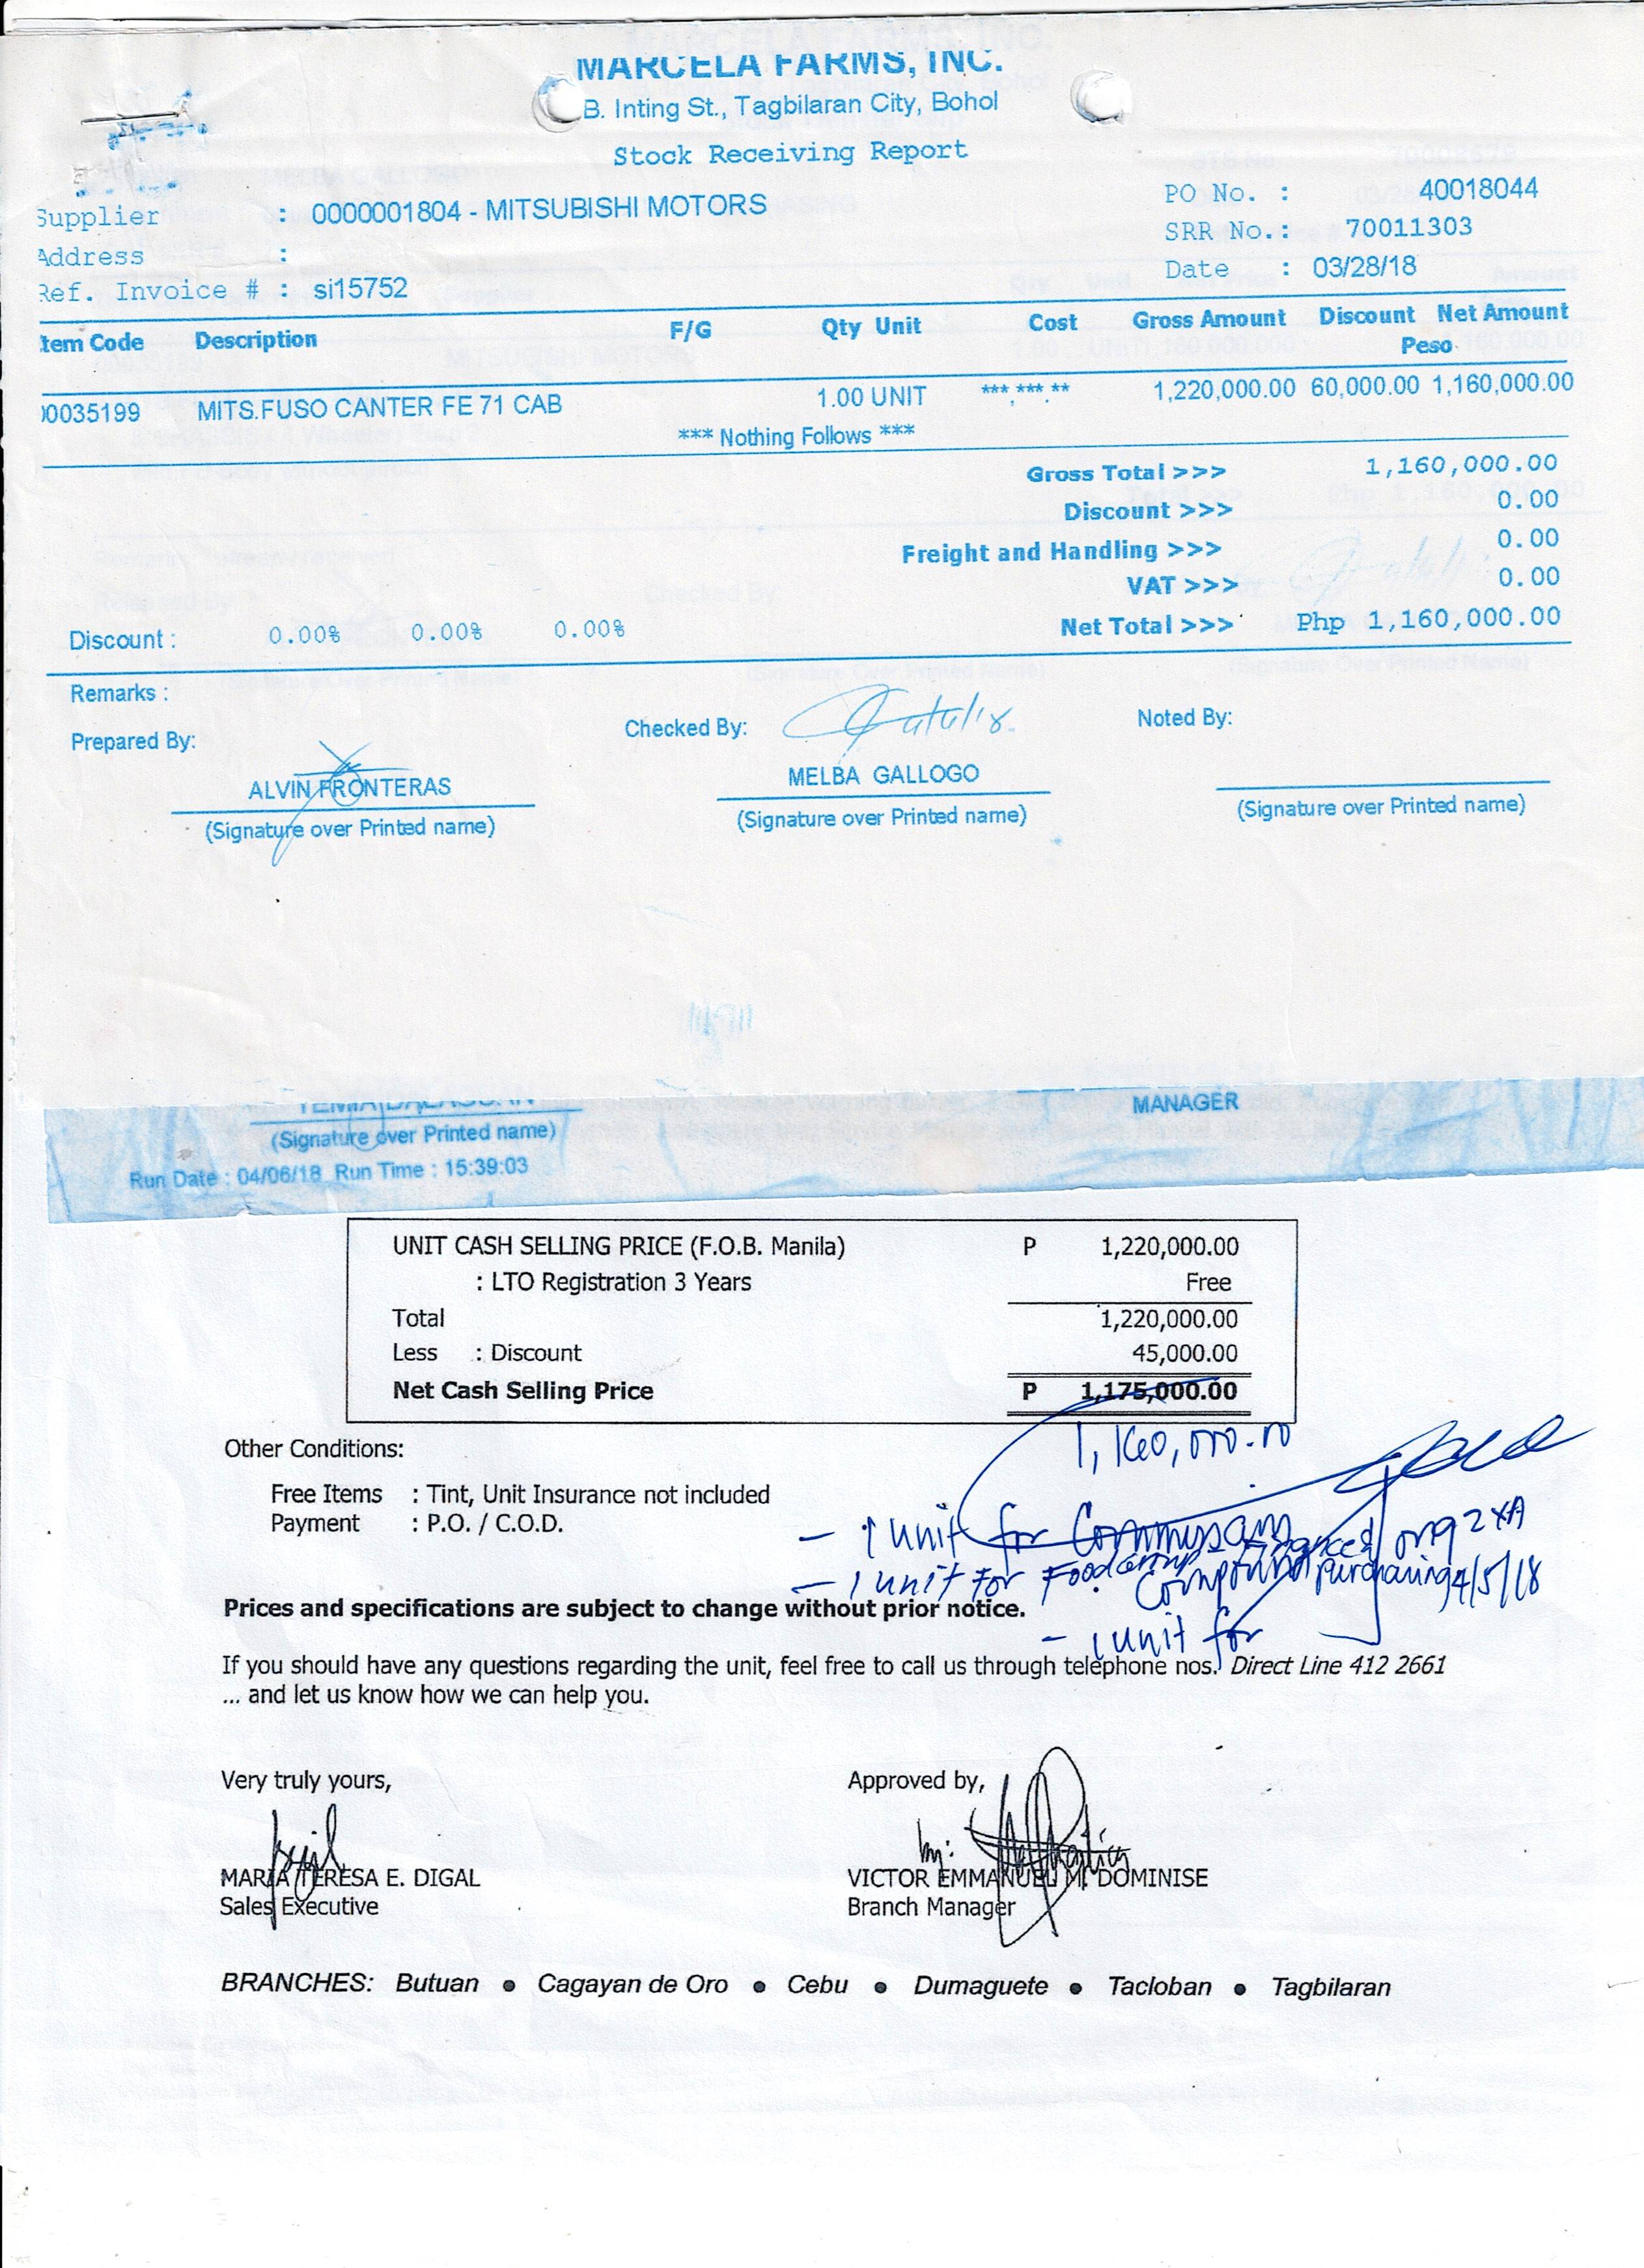 MARCELA FARMS, INC.
B. Inting St., Tagbilaran City, Bohol
Stock Receiving Report
Supplier : 0000001804 - MITSUBISHI MOTORS
PO No. : 40018044
Address :
SRR No.: 70011303
Ref. Invoice # : si15752
Date : 03/28/18
tem Code Description F/G Qty Unit Cost Gross Amount Discount Net Amount
Peso
0035199 MITS.FUSO CANTER FE 71 CAB 1.00 UNIT ***,***.** 1,220,000.00 60,000.00 1,160,000.00
*** Nothing Follows ***
Gross Total >>> 1,160,000.00
Discount >>> 0.00
Freight and Handling >>> 0.00
VAT >>> 0.00
Discount : 0.00% 0.00% 0.00%
Net Total >>> Php 1,160,000.00
Remarks :
Prepared By: Checked By: Noted By:
ALVIN FRONTERAS MELBA GALLOGO
(Signature over Printed name) (Signature over Printed name) (Signature over Printed name)
MANAGER
(Signature over Printed name)
Run Date : 04/06/18 Run Time : 15:39:03
UNIT CASH SELLING PRICE (F.O.B. Manila) P 1,220,000.00
: LTO Registration 3 Years Free
Total 1,220,000.00
Less : Discount 45,000.00
Net Cash Selling Price P 1,175,000.00
1,160,000.00
Other Conditions:
Free Items : Tint, Unit Insurance not included
Payment : P.O. / C.O.D.
- 1 unit for
- 1 unit for Purchasing 4/5/18
Prices and specifications are subject to change without prior notice.
- 1 unit for
If you should have any questions regarding the unit, feel free to call us through telephone nos. Direct Line 412 2661
... and let us know how we can help you.
Very truly yours, Approved by,
by:
MARIA TERESA E. DIGAL VICTOR EMMANUEL M. DOMINISE
Sales Executive Branch Manager
BRANCHES: Butuan • Cagayan de Oro • Cebu • Dumaguete • Tacloban • Tagbilaran